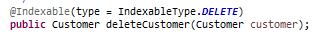 @Indexable(type = IndexableType.DELETE)
public Customer deleteCustomer(Customer customer);